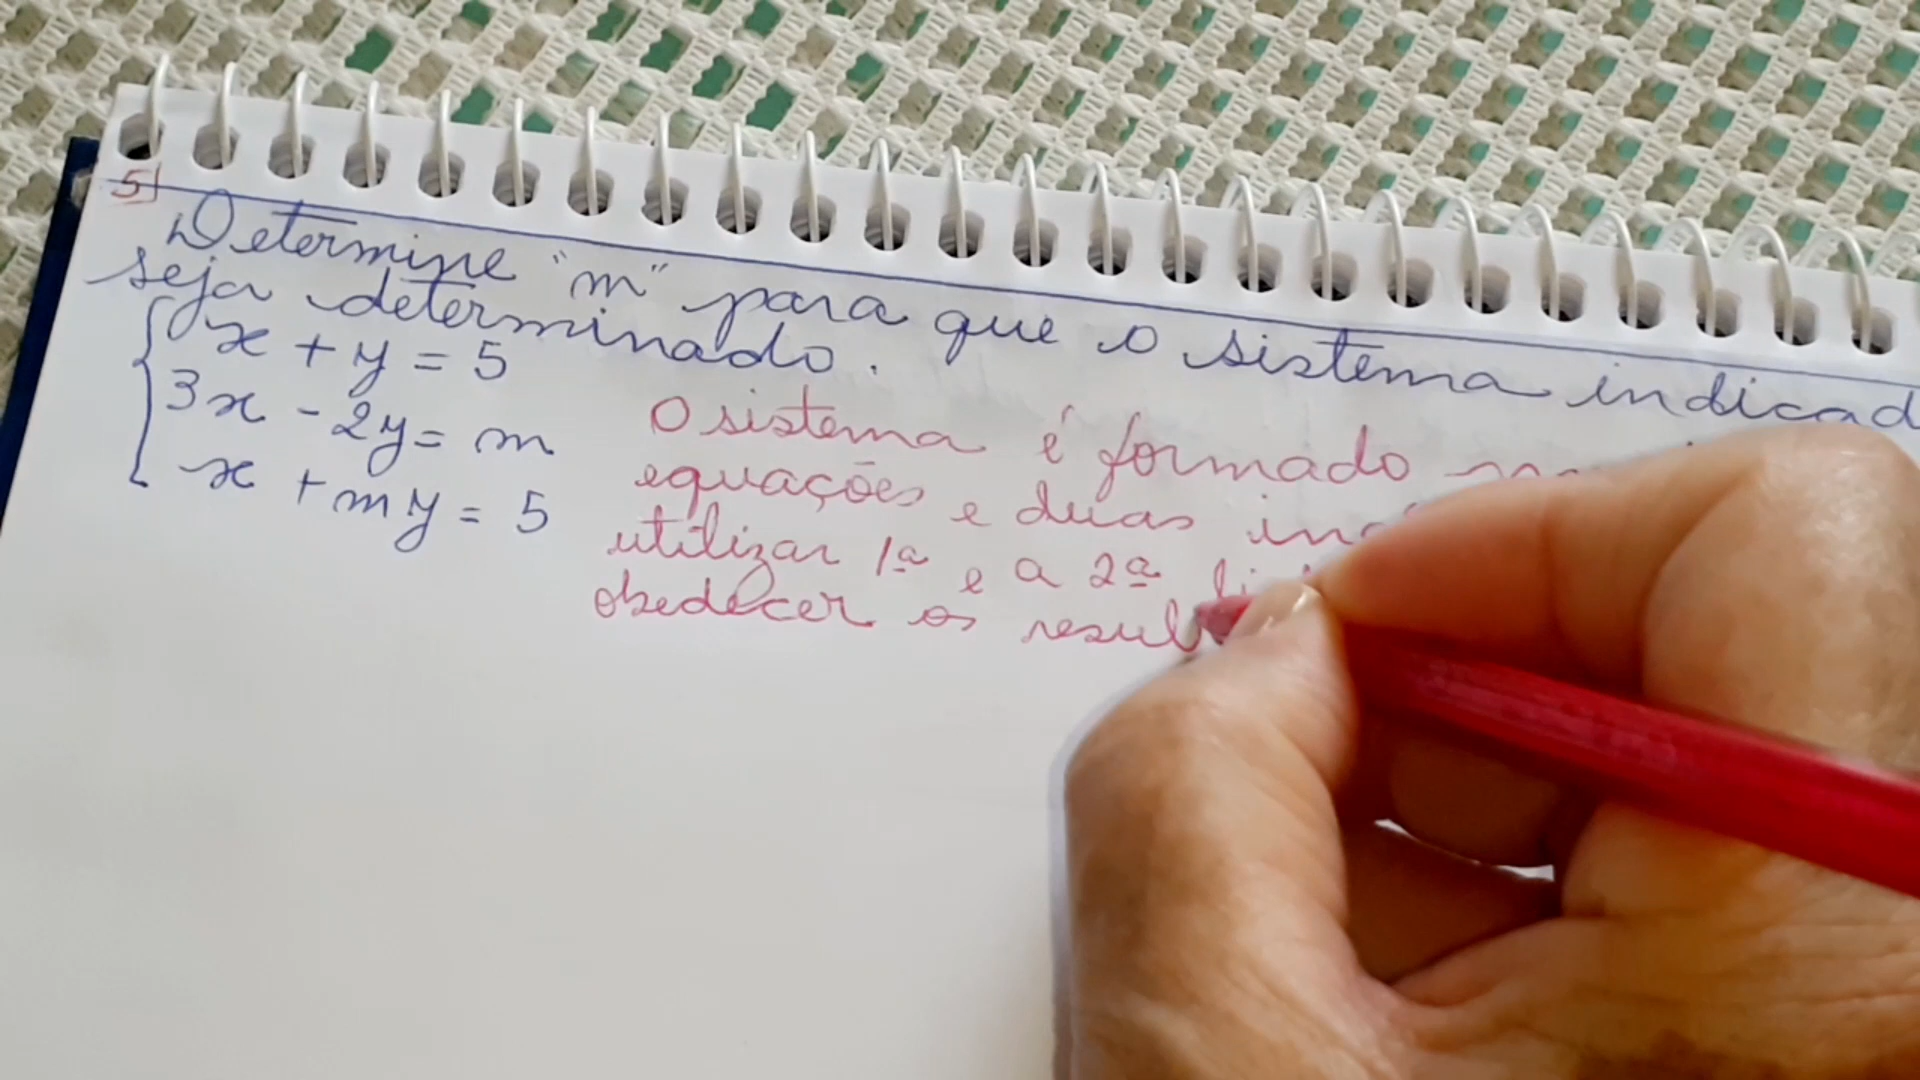 5
Determine "m" para que o sistema indicad
seja determinado.
x + y = 5
3x - 2y = m
x + my = 5
O sistema é formado
equações e duas
utilizar 1ª e a 2ª
obedecer os resul